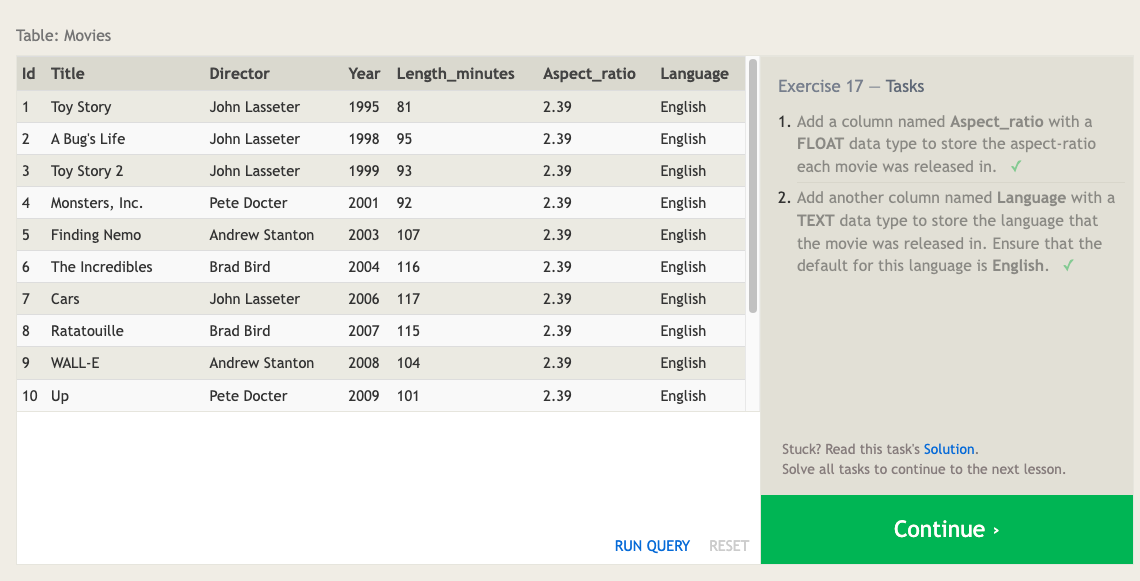 Table: Movies
Id Title Director Year Length_minutes Aspect_ratio Language
1 Toy Story John Lasseter 1995 81 2.39 English
2 A Bug's Life John Lasseter 1998 95 2.39 English
3 Toy Story 2 John Lasseter 1999 93 2.39 English
4 Monsters, Inc. Pete Docter 2001 92 2.39 English
5 Finding Nemo Andrew Stanton 2003 107 2.39 English
6 The Incredibles Brad Bird 2004 116 2.39 English
7 Cars John Lasseter 2006 117 2.39 English
8 Ratatouille Brad Bird 2007 115 2.39 English
9 WALL-E Andrew Stanton 2008 104 2.39 English
10 Up Pete Docter 2009 101 2.39 English
RUN QUERY RESET
Exercise 17 — Tasks
1. Add a column named Aspect_ratio with a
FLOAT data type to store the aspect-ratio
each movie was released in. ✓
2. Add another column named Language with a
TEXT data type to store the language that
the movie was released in. Ensure that the
default for this language is English. ✓
Stuck? Read this task's Solution.
Solve all tasks to continue to the next lesson.
Continue ›